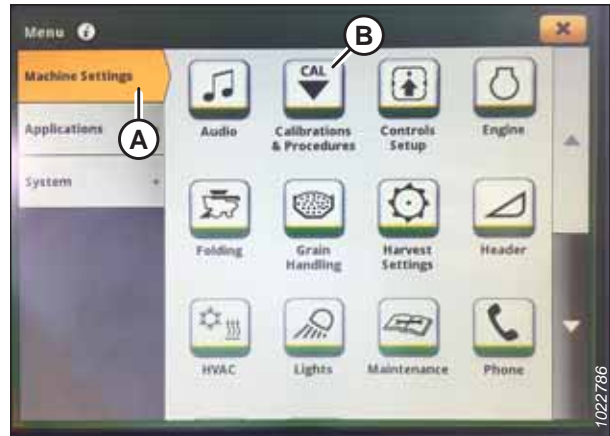 Menu i
A
B
Machine Settings
Applications
System
CAL
Audio
Calibrations
& Procedures
Controls
Setup
Engine
Folding
Grain
Handling
Harvest
Settings
Header
HVAC
Lights
Maintenance
Phone
1022786